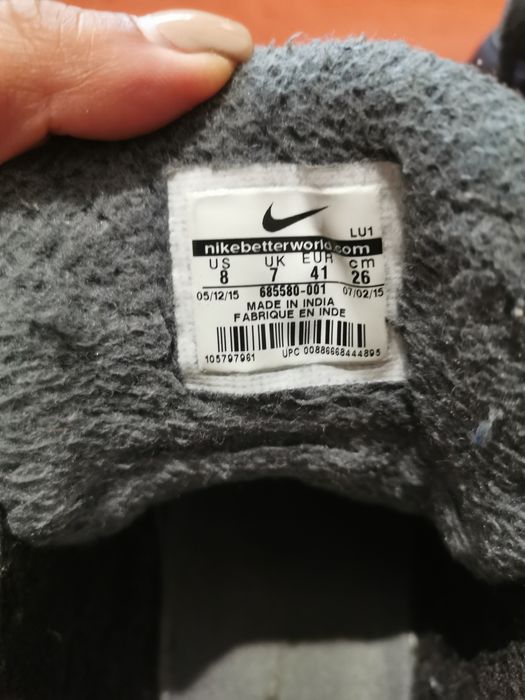 LU1
nikebetterworld.com
US UK EUR cm
8 7 41 26
05/12/15 685580-001 07/02/15
MADE IN INDIA
FABRIQUE EN INDE
105797961 UPC 00886668444895